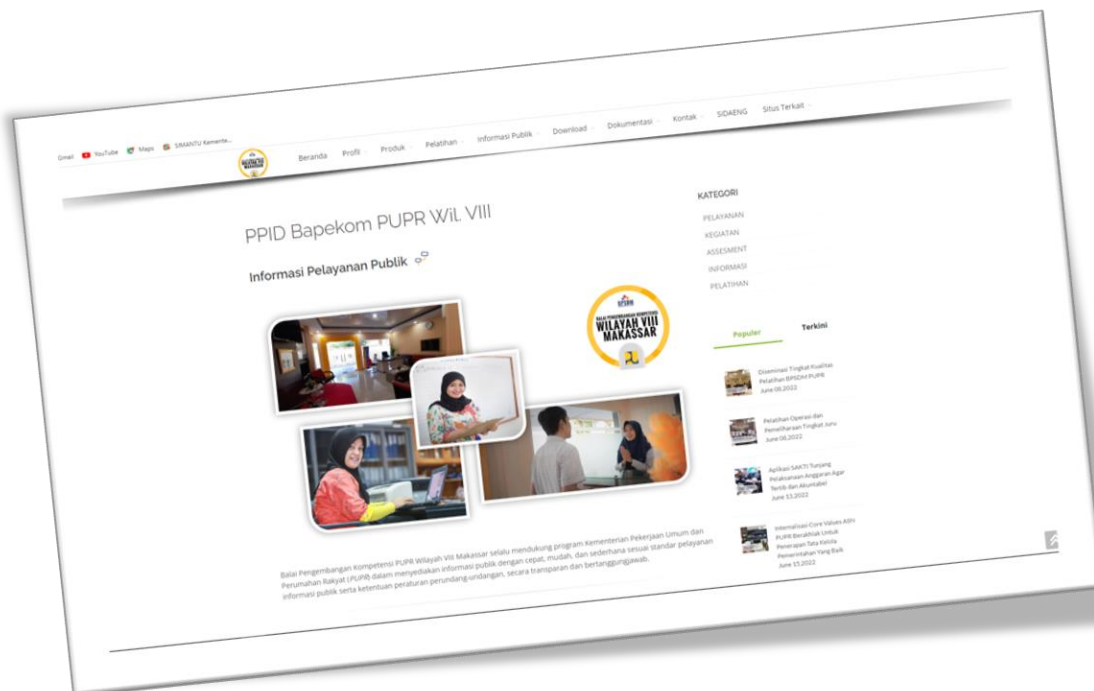 Gmail YouTube Maps SIMANTU Kemente...
Beranda Profil Produk Pelatihan Informasi Publik Download Dokumentasi Kontak SIDAENG Situs Terkait
PPID Bapekom PUPR Wil. VIII
Informasi Pelayanan Publik
BPSDM
BALAI PENGEMBANGAN KOMPETENSI
WILAYAH VIII
MAKASSAR
Balai Pengembangan Kompetensi PUPR Wilayah VIII Makassar selalu mendukung program Kementerian Pekerjaan Umum dan
Perumahan Rakyat (PUPR) dalam menyediakan informasi publik dengan cepat, mudah, dan sederhana sesuai standar pelayanan
informasi publik serta ketentuan peraturan perundang-undangan, secara transparan dan bertanggungjawab.
KATEGORI
PELAYANAN
KEGIATAN
ASSESMENT
INFORMASI
PELATIHAN
Populer Terkini
Diseminasi Tingkat Kualitas
Pelatihan BPSDM PUPR
June 08,2022
Pelatihan Operasi dan
Pemeliharaan Tingkat Juru
June 08,2022
Aplikasi SAKTI Tunjang
Pelaksanaan Anggaran Agar
Tertib dan Akuntabel
June 13,2022
Internalisasi Core Values ASN
PUPR Berakhlak Untuk
Penerapan Tata Kelola
Pemerintahan Yang Baik
June 13,2022